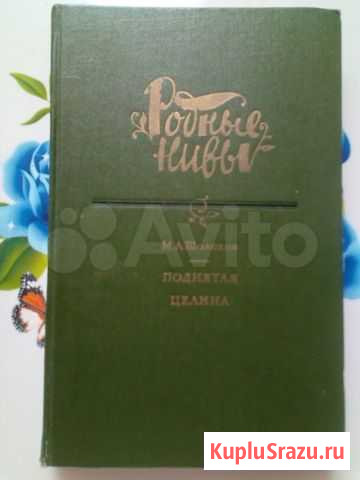 Родные
нивы
М.А.Шолохов
ПОДНЯТАЯ
ЦЕЛИНА
Avito
KupluSrazu.ru